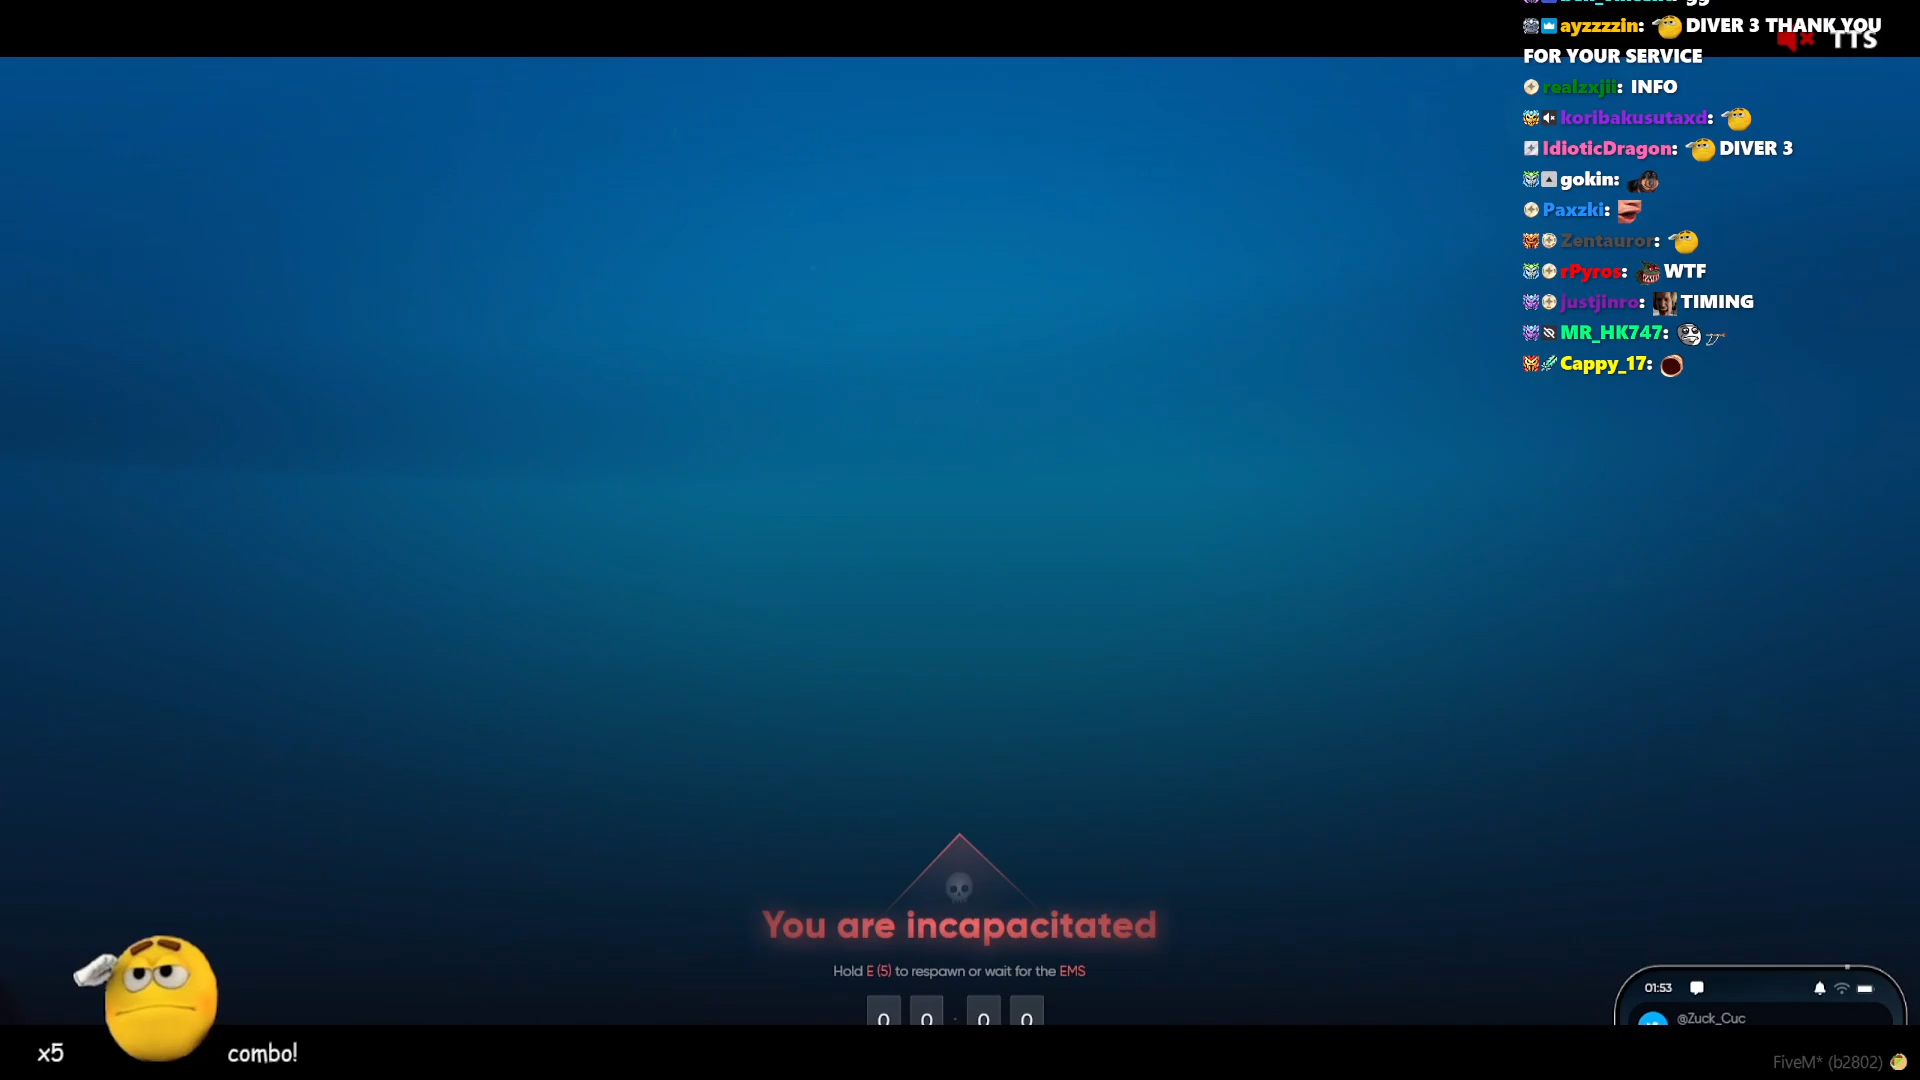 ayzzzzin: DIVER 3 THANK YOU
FOR YOUR SERVICE
TTS
realzxjii: INFO
koribakusutaxd:
IdioticDragon: DIVER 3
gokin:
Paxzki:
Zentauror:
rPyros: WTF
justjinro: TIMING
MR_HK747:
Cappy_17:
You are incapacitated
Hold E (5) to respawn or wait for the EMS
0 0 : 0 0
01:53
@Zuck_Cuc
x5 combo!
FiveM* (b2802)